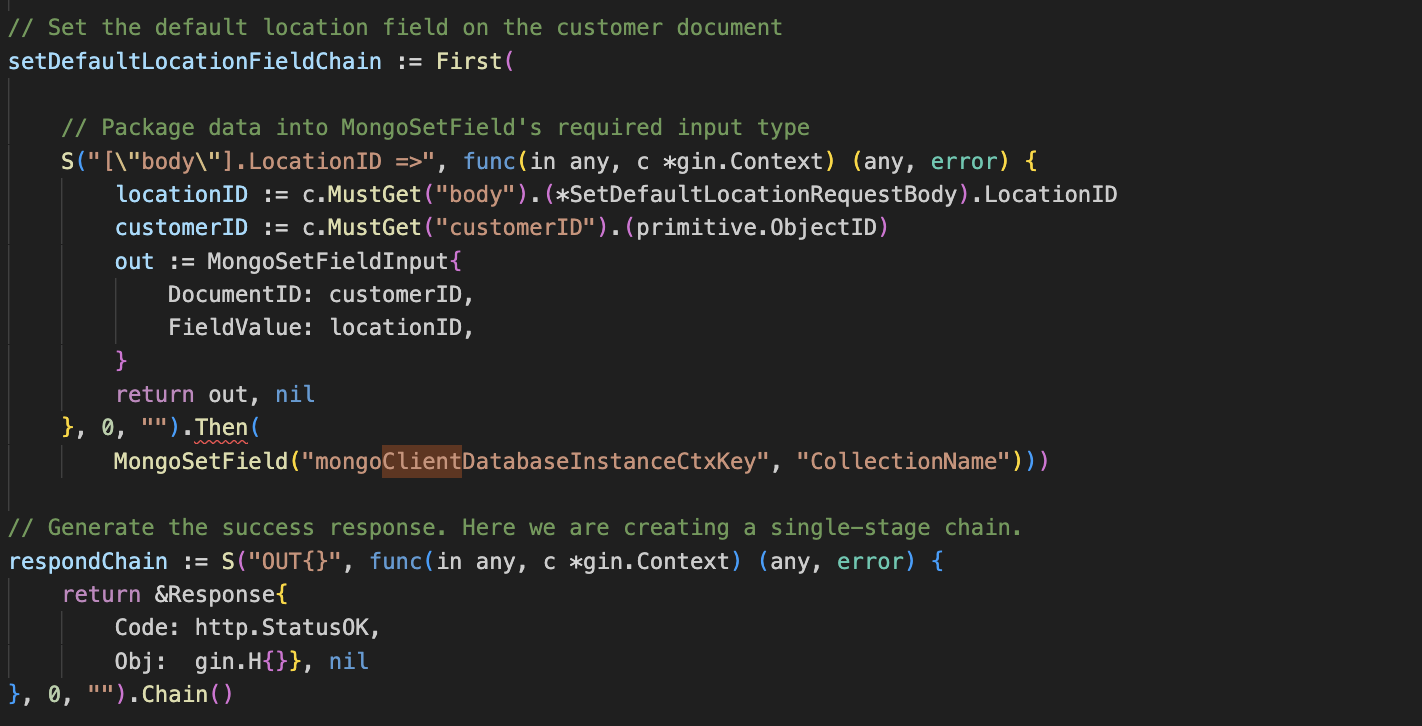 // Set the default location field on the customer document
setDefaultLocationFieldChain := First(
// Package data into MongoSetField's required input type
S("[\"body\"].LocationID =>", func(in any, c *gin.Context) (any, error) {
locationID := c.MustGet("body").(*SetDefaultLocationRequestBody).LocationID
customerID := c.MustGet("customerID").(primitive.ObjectID)
out := MongoSetFieldInput{
DocumentID: customerID,
FieldValue: locationID,
}
return out, nil
}, 0, "").Then(
MongoSetField("mongoClientDatabaseInstanceCtxKey", "CollectionName")))
// Generate the success response. Here we are creating a single-stage chain.
respondChain := S("OUT{}", func(in any, c *gin.Context) (any, error) {
return &Response{
Code: http.StatusOK,
Obj:  gin.H{}}, nil
}, 0, "").Chain()